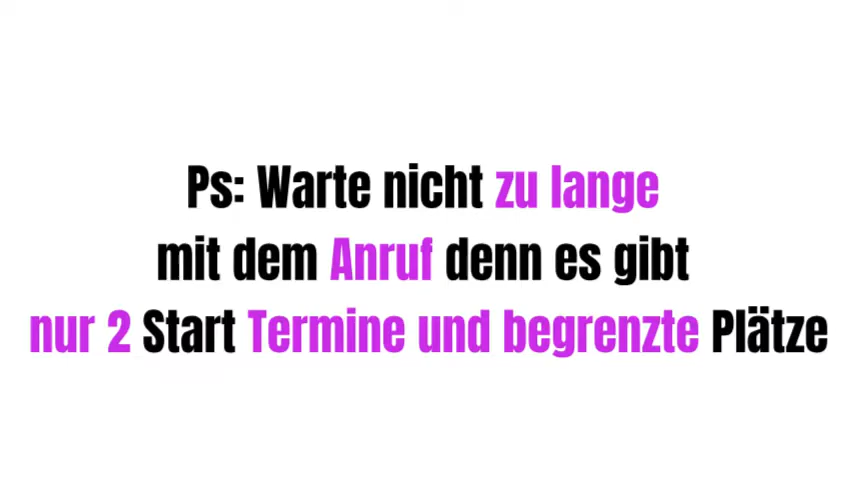 Ps: Warte nicht zu lange
mit dem Anruf denn es gibt
nur 2 Start Termine und begrenzte Plätze